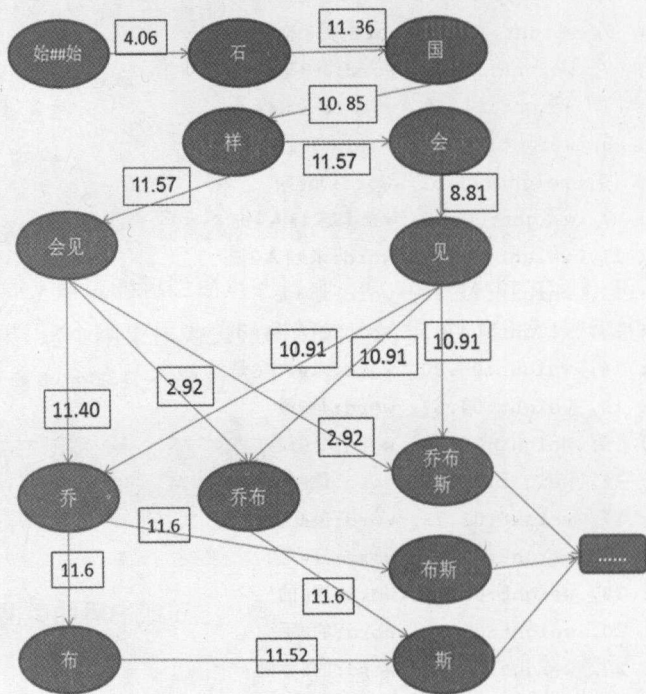 始##始
4.06
石
11.36
国
10.85
样
11.57
会
11.57
8.81
会见
见
10.91
10.91
10.91
2.92
11.40
2.92
乔
乔布
乔布
斯
11.6
布斯
......
11.6
11.6
布
11.52
斯